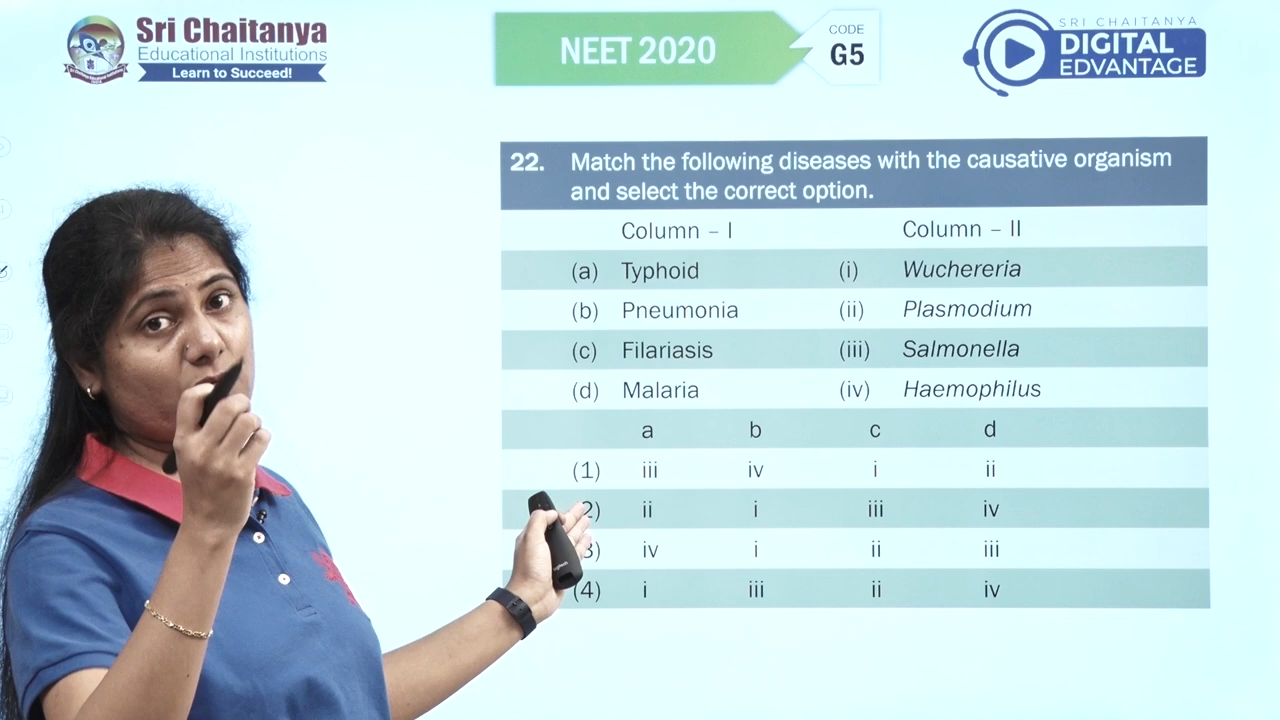 Sri Chaitanya
Educational Institutions
Learn to Succeed!
NEET 2020
CODE
G5
SRI CHAITANYA
DIGITAL
EDVANTAGE
22. Match the following diseases with the causative organism
and select the correct option.
Column – I Column – II
(a) Typhoid (i) Wuchereria
(b) Pneumonia (ii) Plasmodium
(c) Filariasis (iii) Salmonella
(d) Malaria (iv) Haemophilus
a b c d
(1) iii iv i ii
2) ii i iii iv
3) iv i ii iii
(4) i iii ii iv